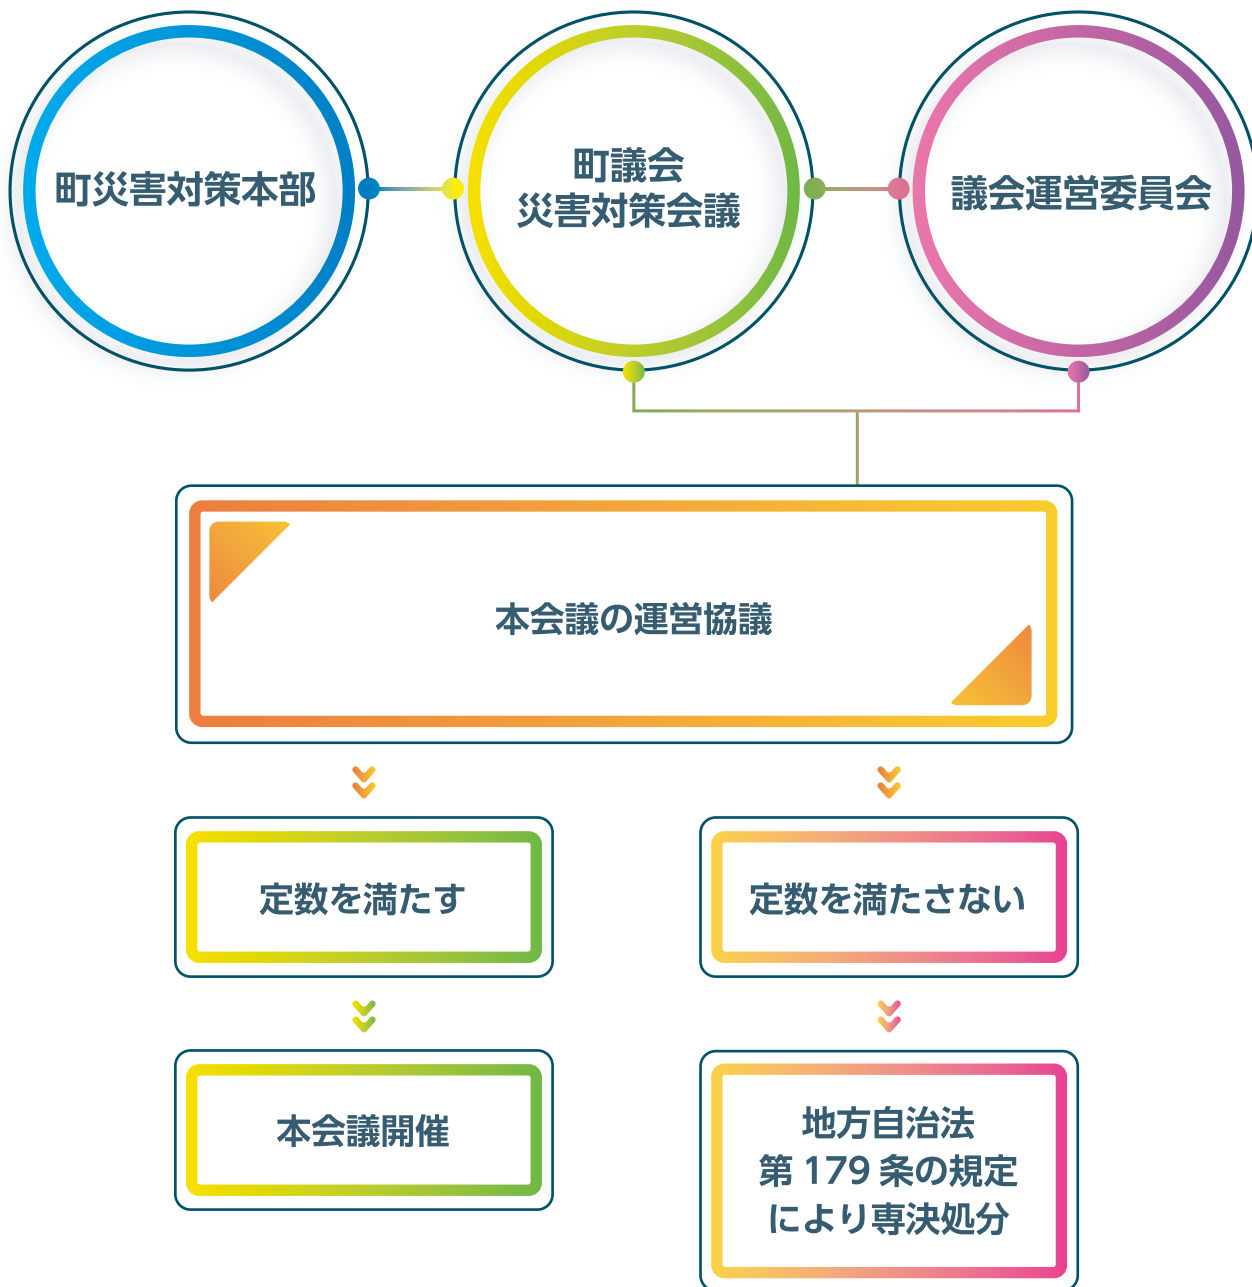 町災害対策本部
町議会
災害対策会議
議会運営委員会
本会議の運営協議
定数を満たす
定数を満たさない
本会議開催
地方自治法
第 179 条の規定
により専決処分